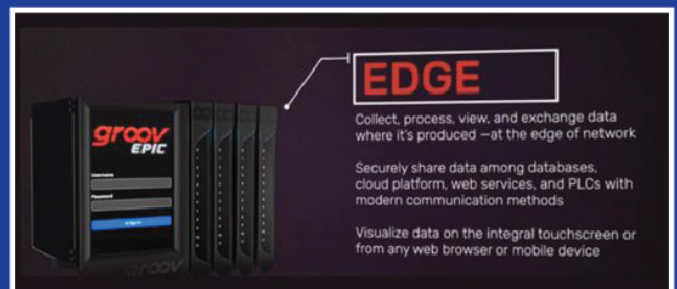 EDGE
Collect, process, view, and exchange data
where it's produced —at the edge of network
Securely share data among databases,
cloud platform, web services, and PLCs with
modern communication methods
Visualize data on the integral touchscreen or
from any web browser or mobile device
groov
EPIC
Username
Password